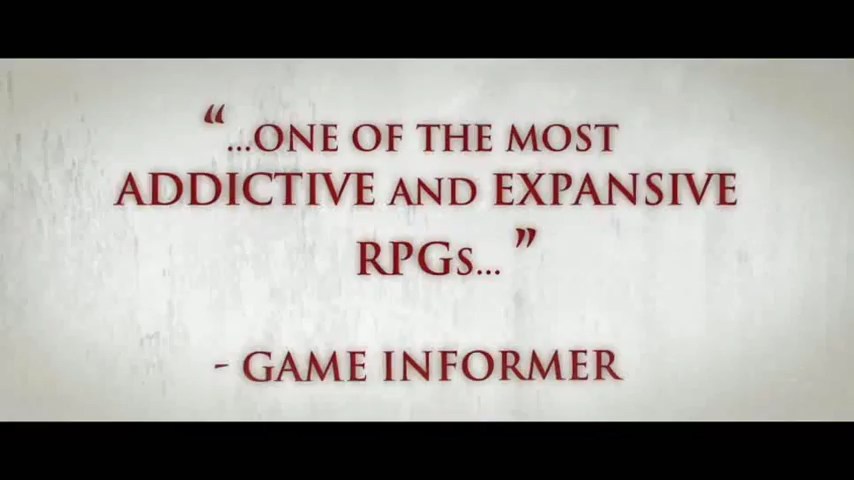 “...ONE OF THE MOST
ADDICTIVE AND EXPANSIVE
RPGs...”
- GAME INFORMER